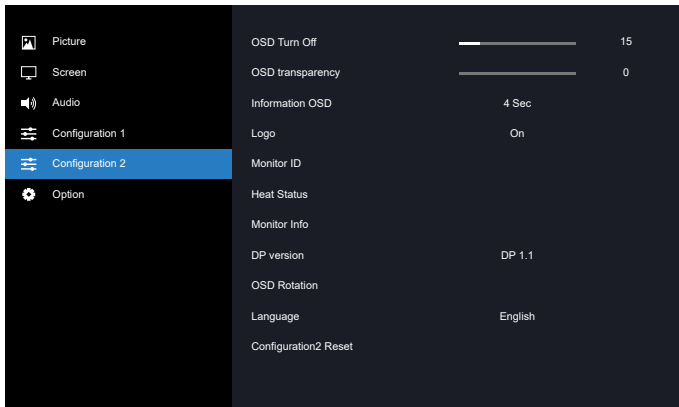 Picture
Screen
Audio
Configuration 1
Configuration 2
Option
OSD Turn Off 15
OSD transparency 0
Information OSD 4 Sec
Logo On
Monitor ID
Heat Status
Monitor Info
DP version DP 1.1
OSD Rotation
Language English
Configuration2 Reset